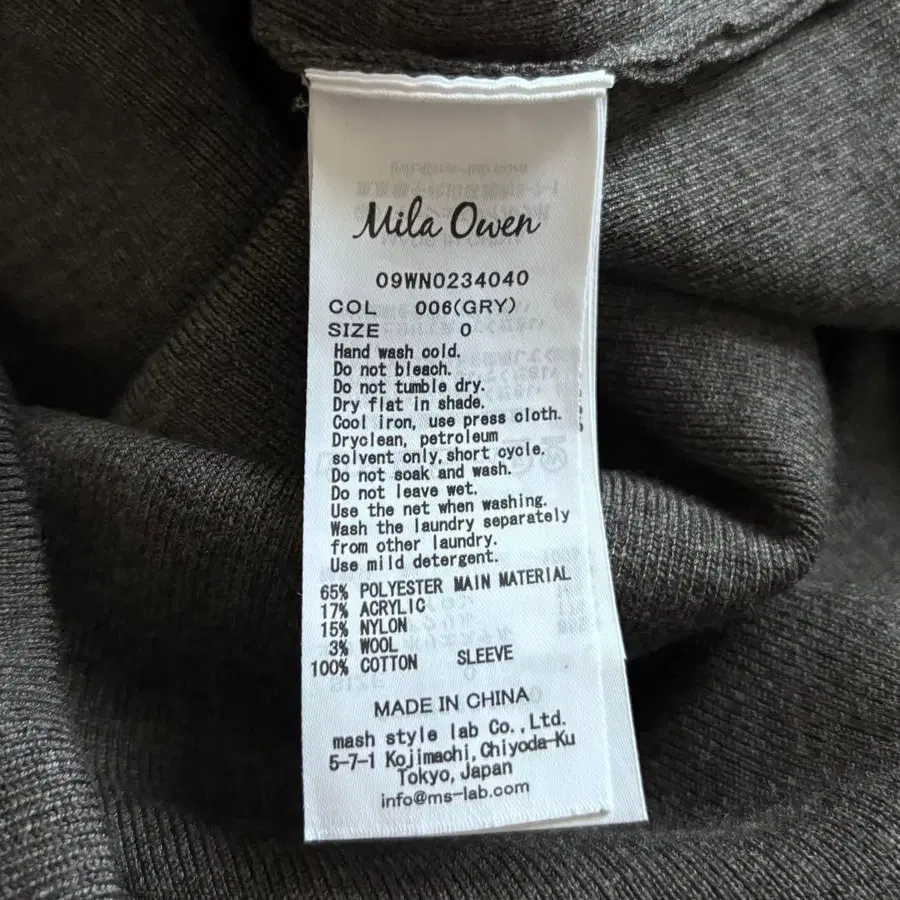 Mila Owen
09WN0234040
COL 006(GRY)
SIZE 0
Hand wash cold.
Do not bleach.
Do not tumble dry.
Dry flat in shade.
Cool iron, use press cloth.
Dryclean, petroleum
solvent only, short cycle.
Do not soak and wash.
Do not leave wet.
Use the net when washing.
Wash the laundry separately
from other laundry.
Use mild detergent.
65% POLYESTER MAIN MATERIAL
17% ACRYLIC
15% NYLON
3% WOOL
100% COTTON SLEEVE
MADE IN CHINA
mash style lab Co., Ltd.
5-7-1 Kojimachi, Chiyoda-Ku
Tokyo, Japan
info@ms-lab.com